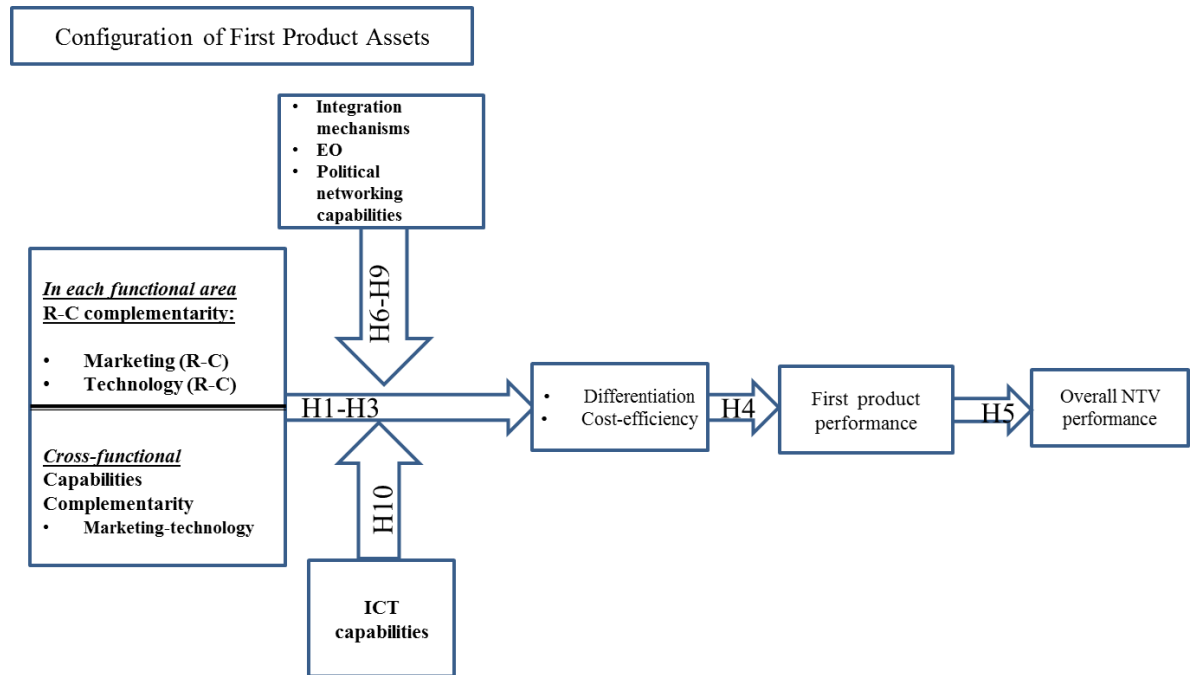 Configuration of First Product Assets
• Integration
mechanisms
• EO
• Political
networking
capabilities
H6-H9
In each functional area
R-C complementarity:
• Marketing (R-C)
• Technology (R-C)
H1-H3
Cross-functional
Capabilities
Complementarity
• Marketing-technology
H10
ICT
capabilities
• Differentiation
• Cost-efficiency
H4
First product
performance
H5
Overall NTV
performance